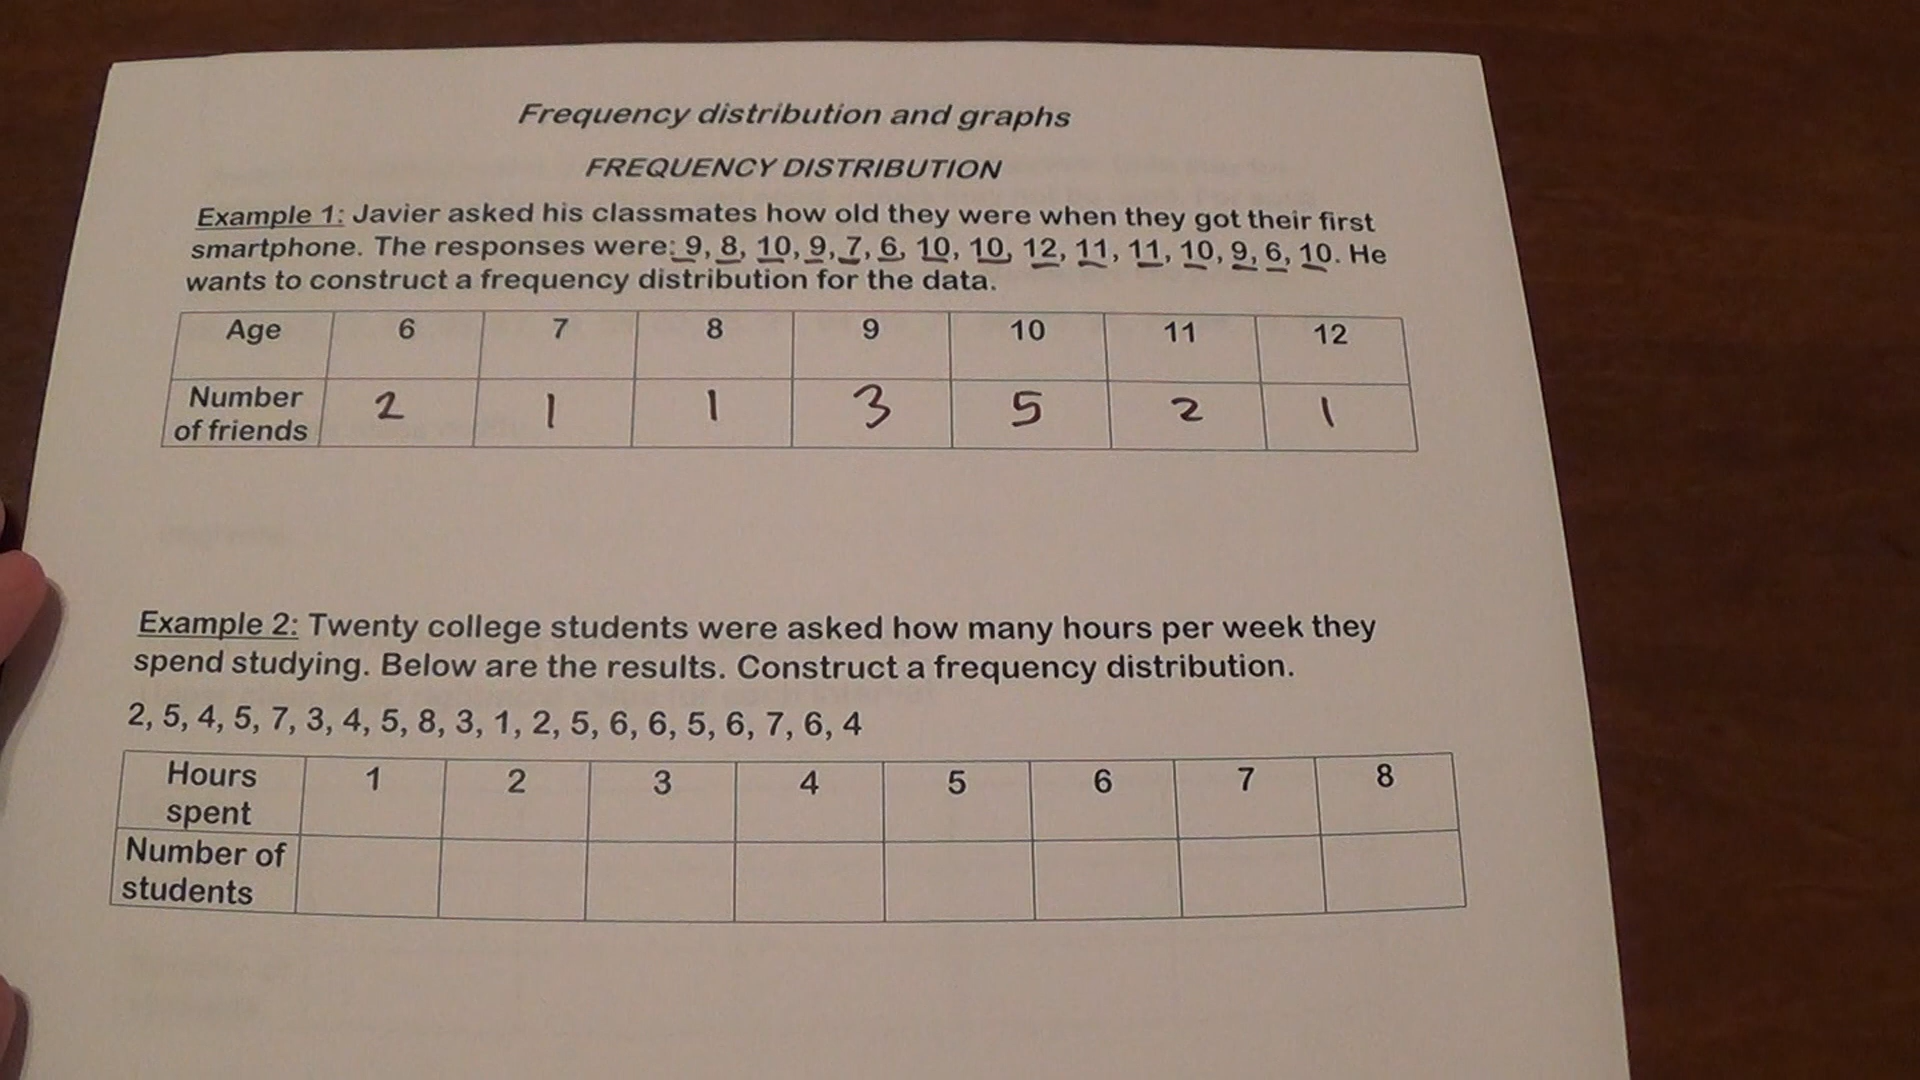 Frequency distribution and graphs
FREQUENCY DISTRIBUTION
Example 1: Javier asked his classmates how old they were when they got their first
smartphone. The responses were: 9, 8, 10, 9, 7, 6, 10, 10, 12, 11, 11, 10, 9, 6, 10. He
wants to construct a frequency distribution for the data.
Age 6 7 8 9 10 11 12
Number
of friends 2 1 1 3 5 2 1
Example 2: Twenty college students were asked how many hours per week they
spend studying. Below are the results. Construct a frequency distribution.
2, 5, 4, 5, 7, 3, 4, 5, 8, 3, 1, 2, 5, 6, 6, 5, 6, 7, 6, 4
Hours 1 2 3 4 5 6 7 8
spent
Number of
students